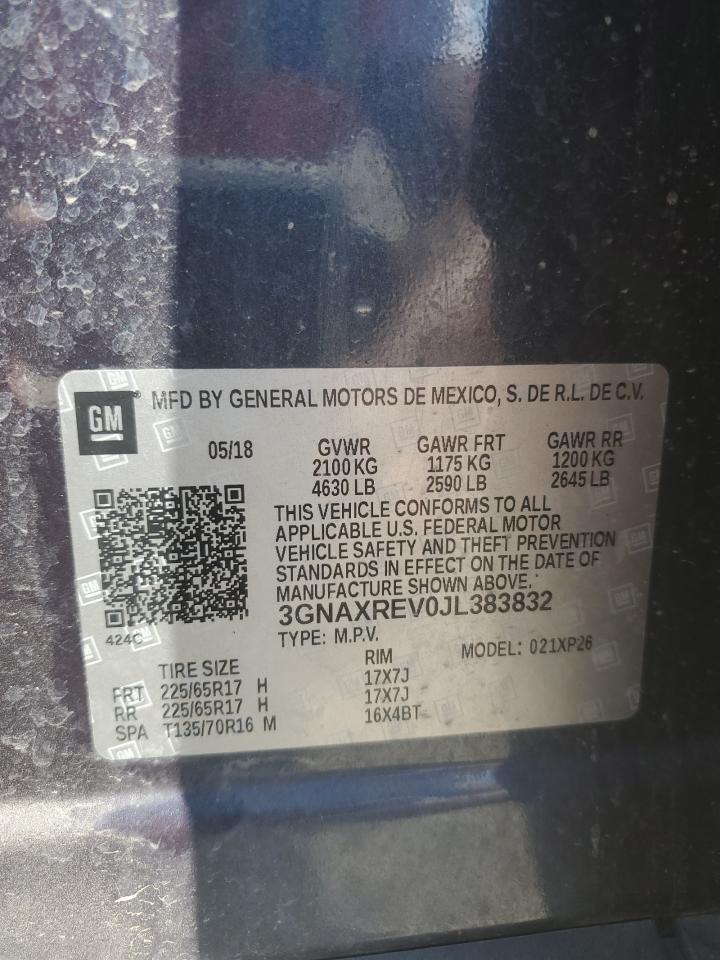 GM
MFD BY GENERAL MOTORS DE MEXICO, S. DE R.L. DE C.V.
05/18 GVWR GAWR FRT GAWR RR
2100 KG 1175 KG 1200 KG
4630 LB 2590 LB 2645 LB
THIS VEHICLE CONFORMS TO ALL
APPLICABLE U.S. FEDERAL MOTOR
VEHICLE SAFETY AND THEFT PREVENTION
STANDARDS IN EFFECT ON THE DATE OF
MANUFACTURE SHOWN ABOVE.
3GNAXREV0JL383832
424C
TYPE: M.P.V. MODEL: 021XP26
TIRE SIZE RIM
FRT 225/65R17 H 17X7J
RR 225/65R17 H 17X7J
SPA T135/70R16 M 16X4BT